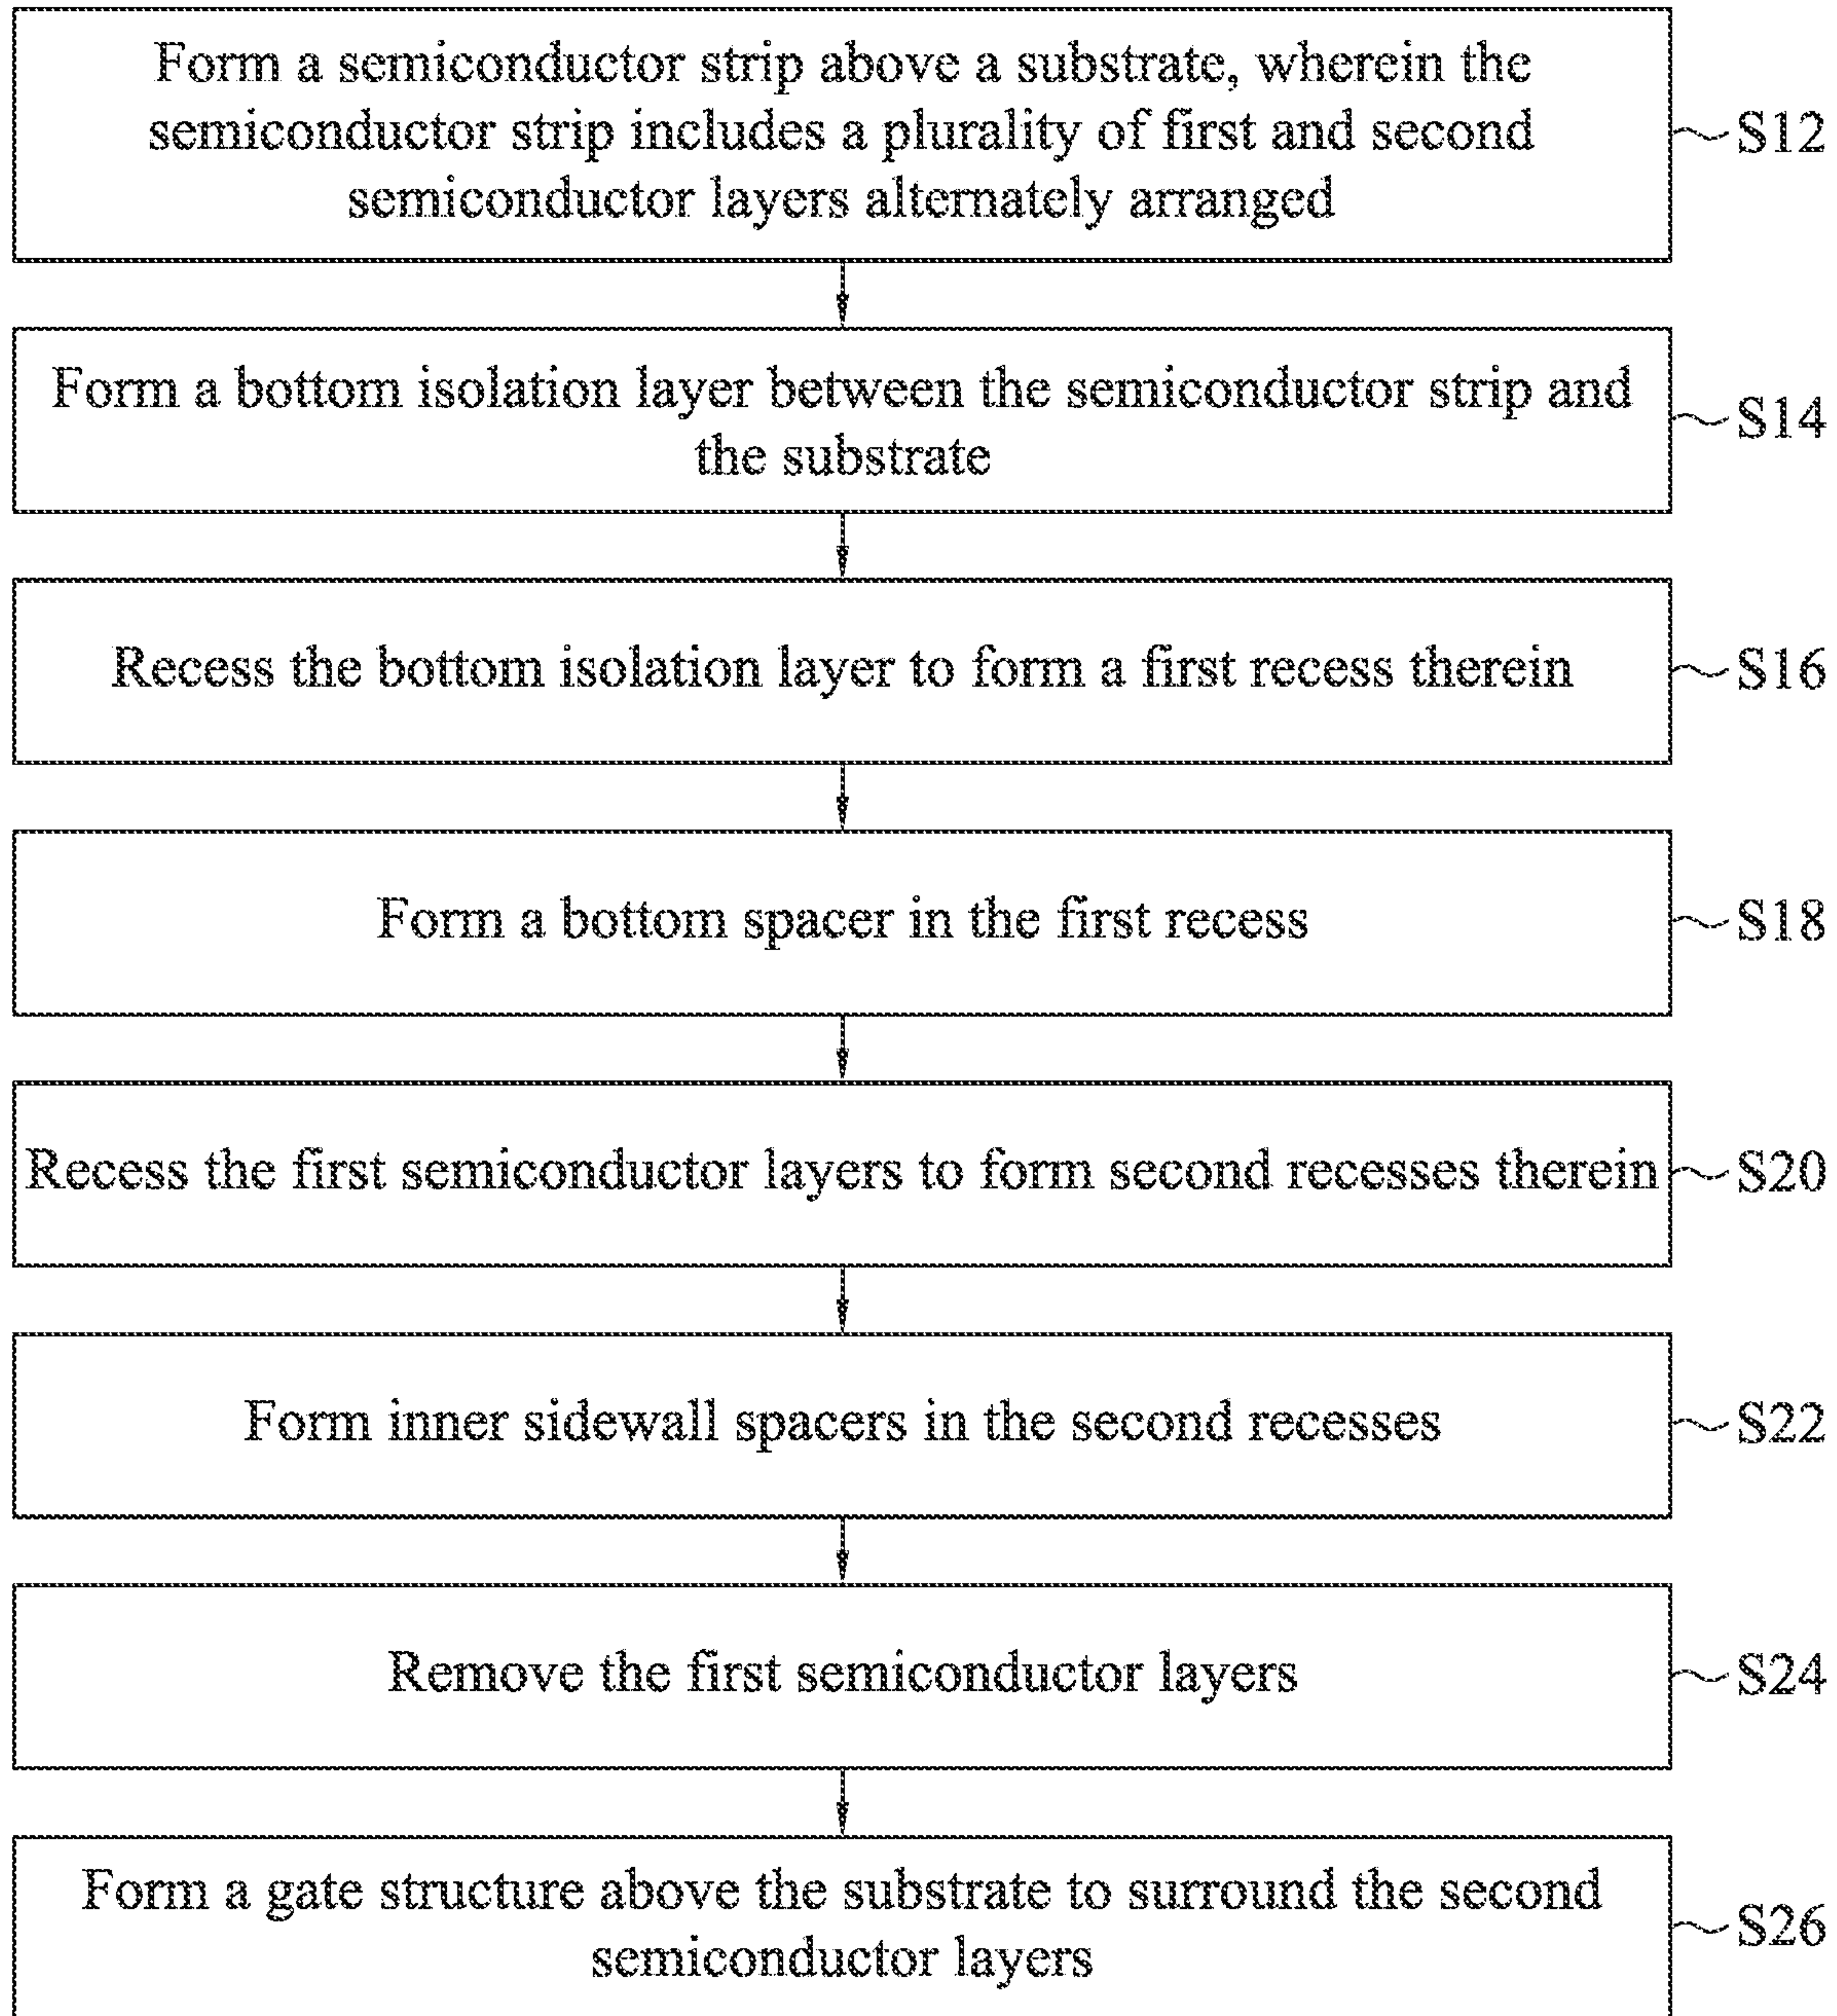 Form a semiconductor strip above a substrate, wherein the
semiconductor strip includes a plurality of first and second
semiconductor layers alternately arranged
S12
Form a bottom isolation layer between the semiconductor strip and
the substrate
S14
Recess the bottom isolation layer to form a first recess therein
S16
Form a bottom spacer in the first recess
S18
Recess the first semiconductor layers to form second recesses therein
S20
Form inner sidewall spacers in the second recesses
S22
Remove the first semiconductor layers
S24
Form a gate structure above the substrate to surround the second
semiconductor layers
S26